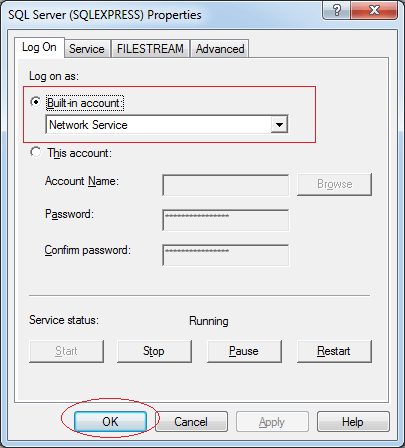 SQL Server (SQLEXPRESS) Properties
Log On Service FILESTREAM Advanced
Log on as:
Built-in account:
Network Service
This account:
Account Name:
Browse
Password:
****************
Confirm password:
****************
Service status: Running
Start Stop Pause Restart
OK Cancel Apply Help